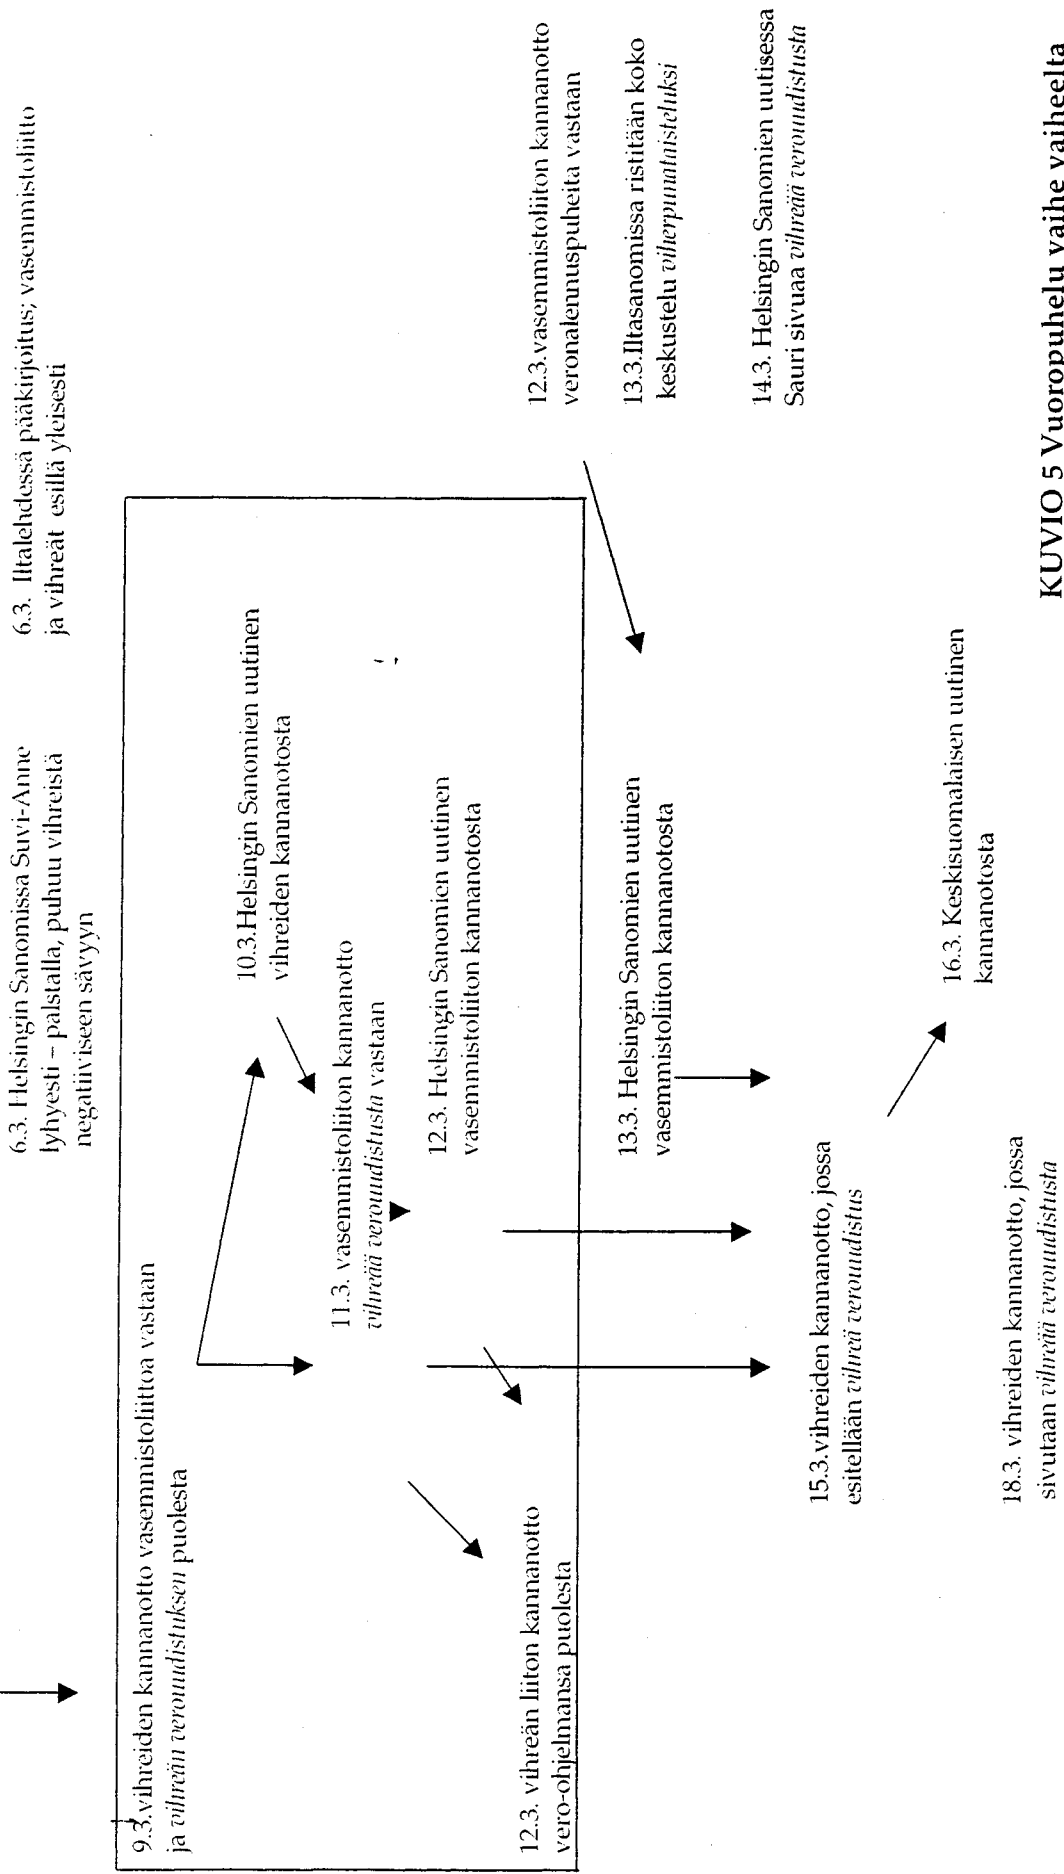 6.3. Helsingin Sanomissa Suvi-Anne
lyhyesti – palstalla, puhuu vihreistä
negatiiviseen sävyyn
6.3. Iltalehdessä pääkirjoitus; vasemmistoliitto
ja vihreät esillä yleisesti
9.3.vihreiden kannanotto vasemmistoliittoa vastaan
ja vihreän verouudistuksen puolesta
10.3.Helsingin Sanomien uutinen
vihreiden kannanotosta
11.3. vasemmistoliiton kannanotto
vihreää verouudistusta vastaan
12.3. Helsingin Sanomien uutinen
vasemmistoliiton kannanotosta
12.3. vihreän liiton kannanotto
vero-ohjelmansa puolesta
12.3.vasemmistoliiton kannanotto
veronalennuspuheita vastaan
13.3. Helsingin Sanomien uutinen
vasemmistoliiton kannanotosta
13.3.Iltasanomissa ristitään koko
keskustelu viherpunataisteluksi
14.3. Helsingin Sanomien uutisessa
Sauri sivuaa vihreää verouudistusta
15.3.vihreiden kannanotto, jossa
esitellään vihreä verouudistus
16.3. Keskisuomalaisen uutinen
kannanotosta
18.3. vihreiden kannanotto, jossa
sivutaan vihreää verouudistusta
KUVIO 5 Vuoropuhelu vaihe vaiheelta